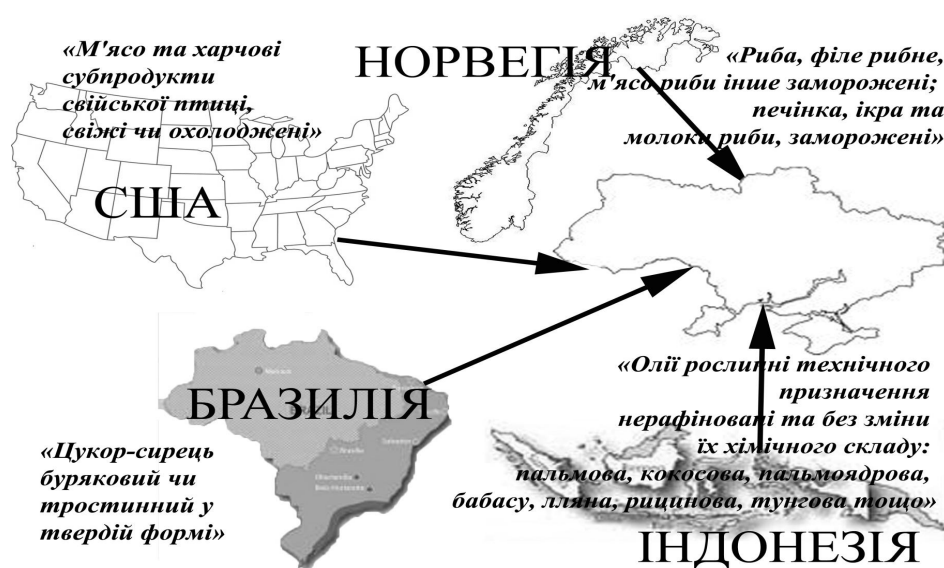 «М'ясо та харчові
субпродукти
свійської птиці,
свіжі чи охолоджені»
США
НОРВЕГІЯ
«Риба, філе рибне,
м'ясо риби інше заморожені;
печінка, ікра та
молоки риби, заморожені»
БРАЗИЛІЯ
«Цукор-сирець
буряковий чи
тростинний у
твердій формі»
«Олії рослинні технічного
призначення
нерафіновані та без зміни
їх хімічного складу:
пальмова, кокосова, пальмоядрова,
бабасу, лляна, рицинова, тунгова тощо»
ІНДОНЕЗІЯ